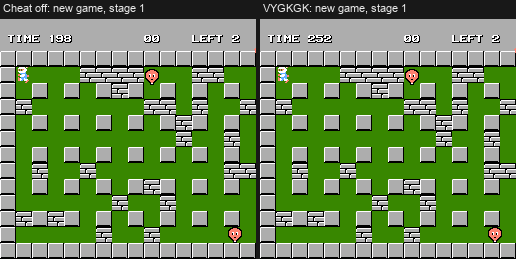 Cheat off: new game, stage 1
VYGKGK: new game, stage 1
TIME 198 00 LEFT 2
TIME 252 00 LEFT 2